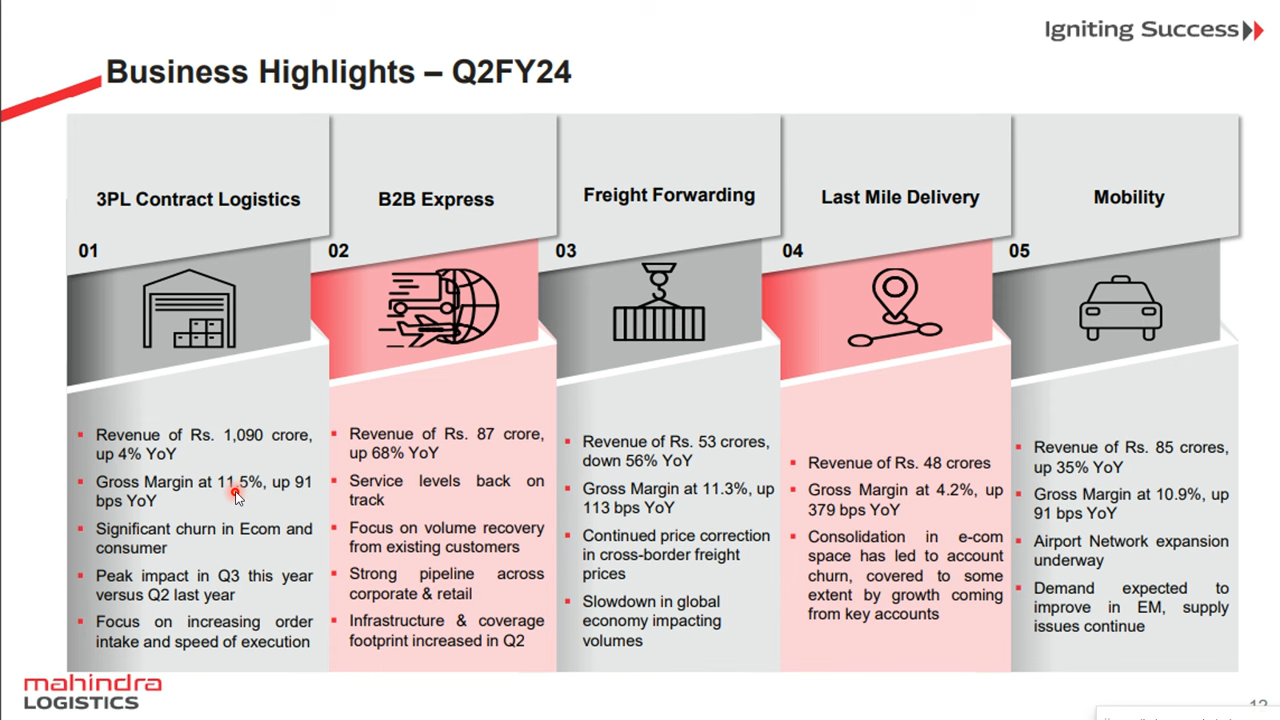 Igniting Success
Business Highlights – Q2FY24
3PL Contract Logistics
01
Revenue of Rs. 1,090 crore,
up 4% YoY
Gross Margin at 11.5%, up 91
bps YoY
Significant churn in Ecom and
consumer
Peak impact in Q3 this year
versus Q2 last year
Focus on increasing order
intake and speed of execution
B2B Express
02
Revenue of Rs. 87 crore,
up 68% YoY
Service levels back on
track
Focus on volume recovery
from existing customers
Strong pipeline across
corporate & retail
Infrastructure & coverage
footprint increased in Q2
Freight Forwarding
03
Revenue of Rs. 53 crores,
down 56% YoY
Gross Margin at 11.3%, up
113 bps YoY
Continued price correction
in cross-border freight
prices
Slowdown in global
economy impacting
volumes
Last Mile Delivery
04
Revenue of Rs. 48 crores
Gross Margin at 4.2%, up
379 bps YoY
Consolidation in e-com
space has led to account
churn, covered to some
extent by growth coming
from key accounts
Mobility
05
Revenue of Rs. 85 crores,
up 35% YoY
Gross Margin at 10.9%, up
91 bps YoY
Airport Network expansion
underway
Demand expected to
improve in EM, supply
issues continue
mahindra
LOGISTICS